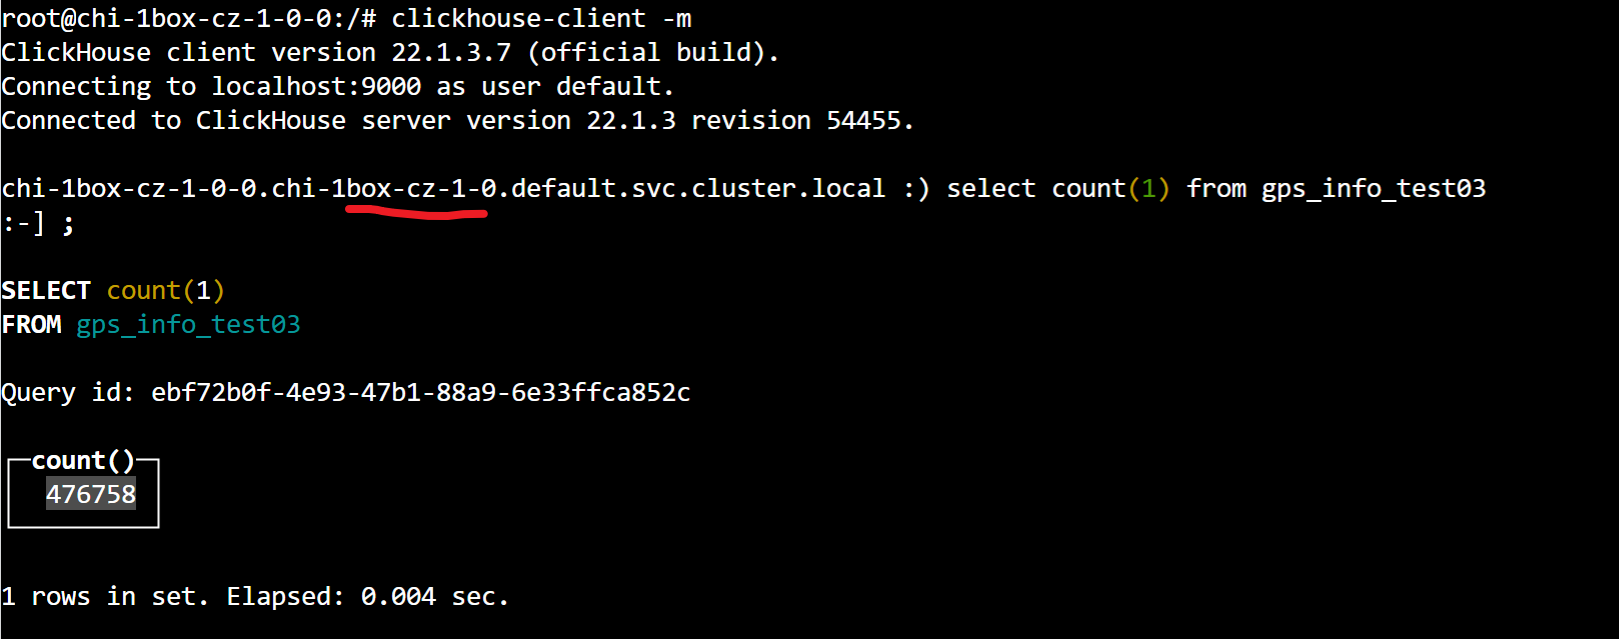 root@chi-1box-cz-1-0-0:/# clickhouse-client -m
ClickHouse client version 22.1.3.7 (official build).
Connecting to localhost:9000 as user default.
Connected to ClickHouse server version 22.1.3 revision 54455.
chi-1box-cz-1-0-0.chi-1box-cz-1-0.default.svc.cluster.local :) select count(1) from gps_info_test03
:-] ;
SELECT count(1)
FROM gps_info_test03
Query id: ebf72b0f-4e93-47b1-88a9-6e33ffca852c
count()
476758
1 rows in set. Elapsed: 0.004 sec.